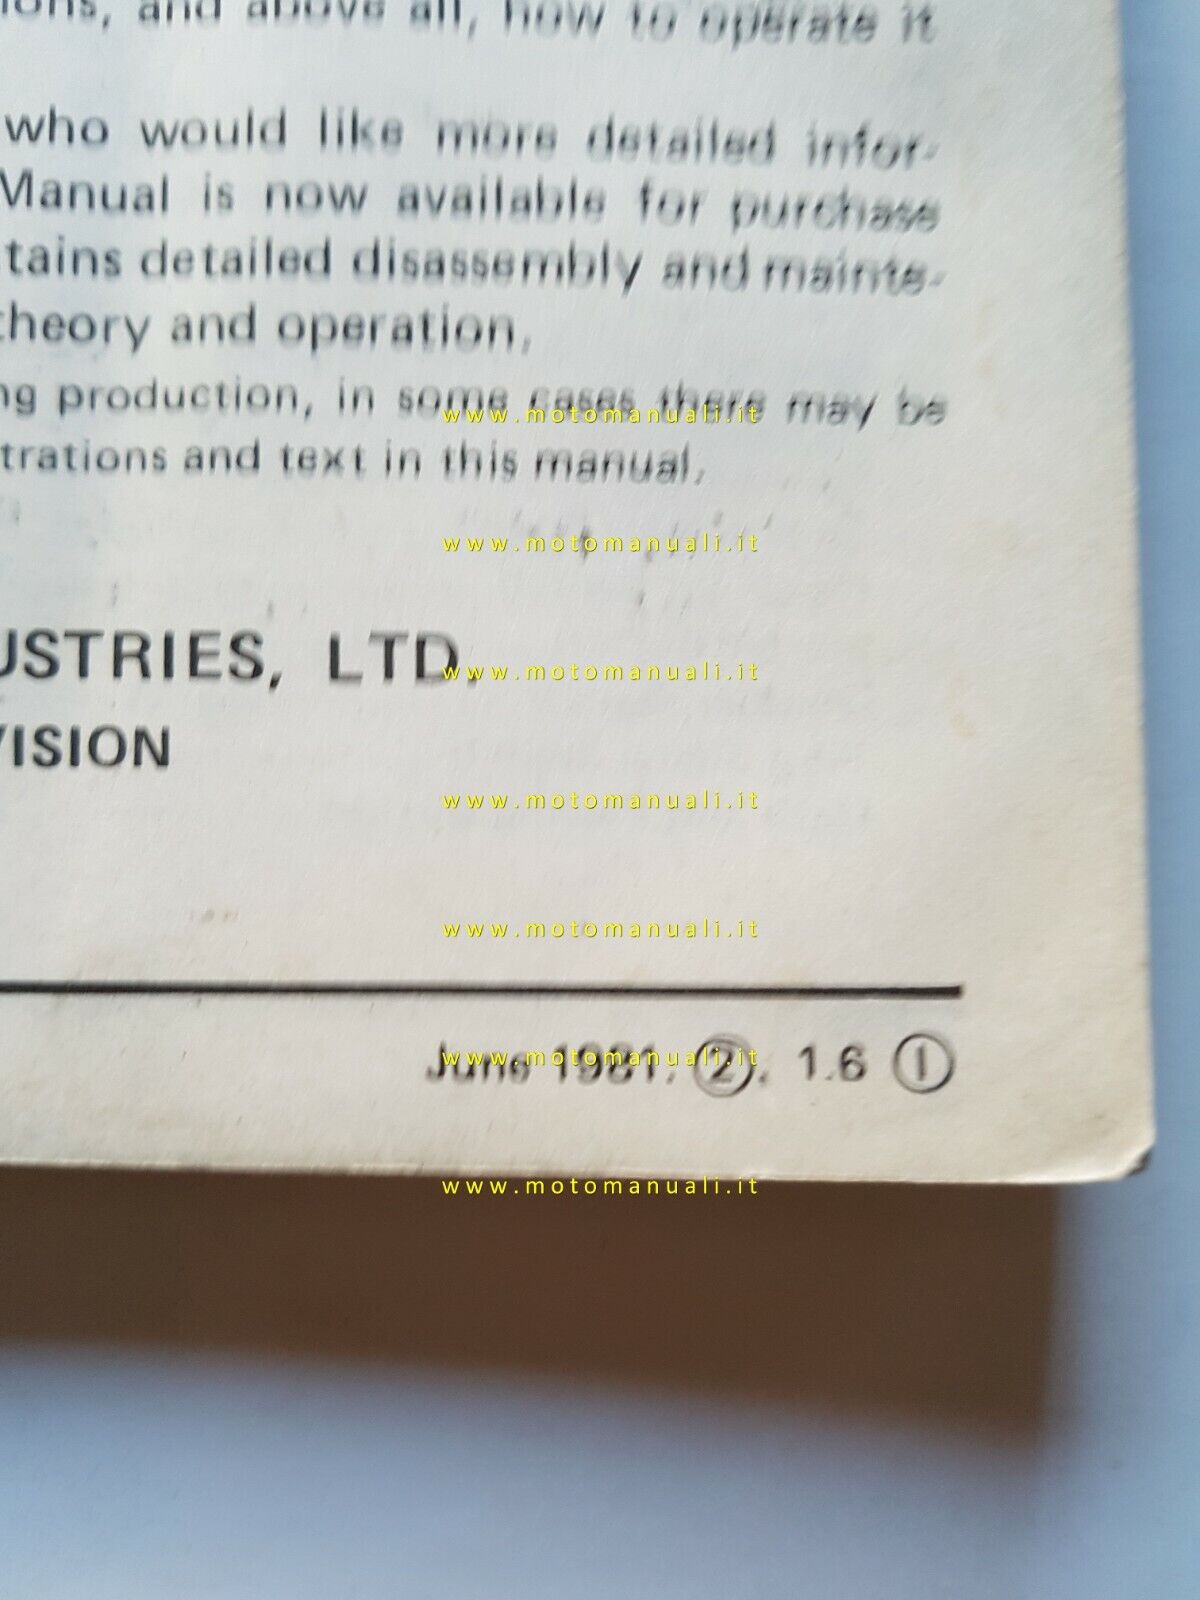 ions, and above all, how to operate it
who would like more detailed infor-
Manual is now available for purchase
tains detailed disassembly and mainte-
theory and operation.
ng production, in some cases there may be
www.motomanuali.it
trations and text in this manual.
www.motomanuali.it
USTRIES, LTD.
www.motomanuali.it
VISION
www.motomanuali.it
www.motomanuali.it
June 1981. ②. 1.6 Ⓘ
www.motomanuali.it
www.motomanuali.it